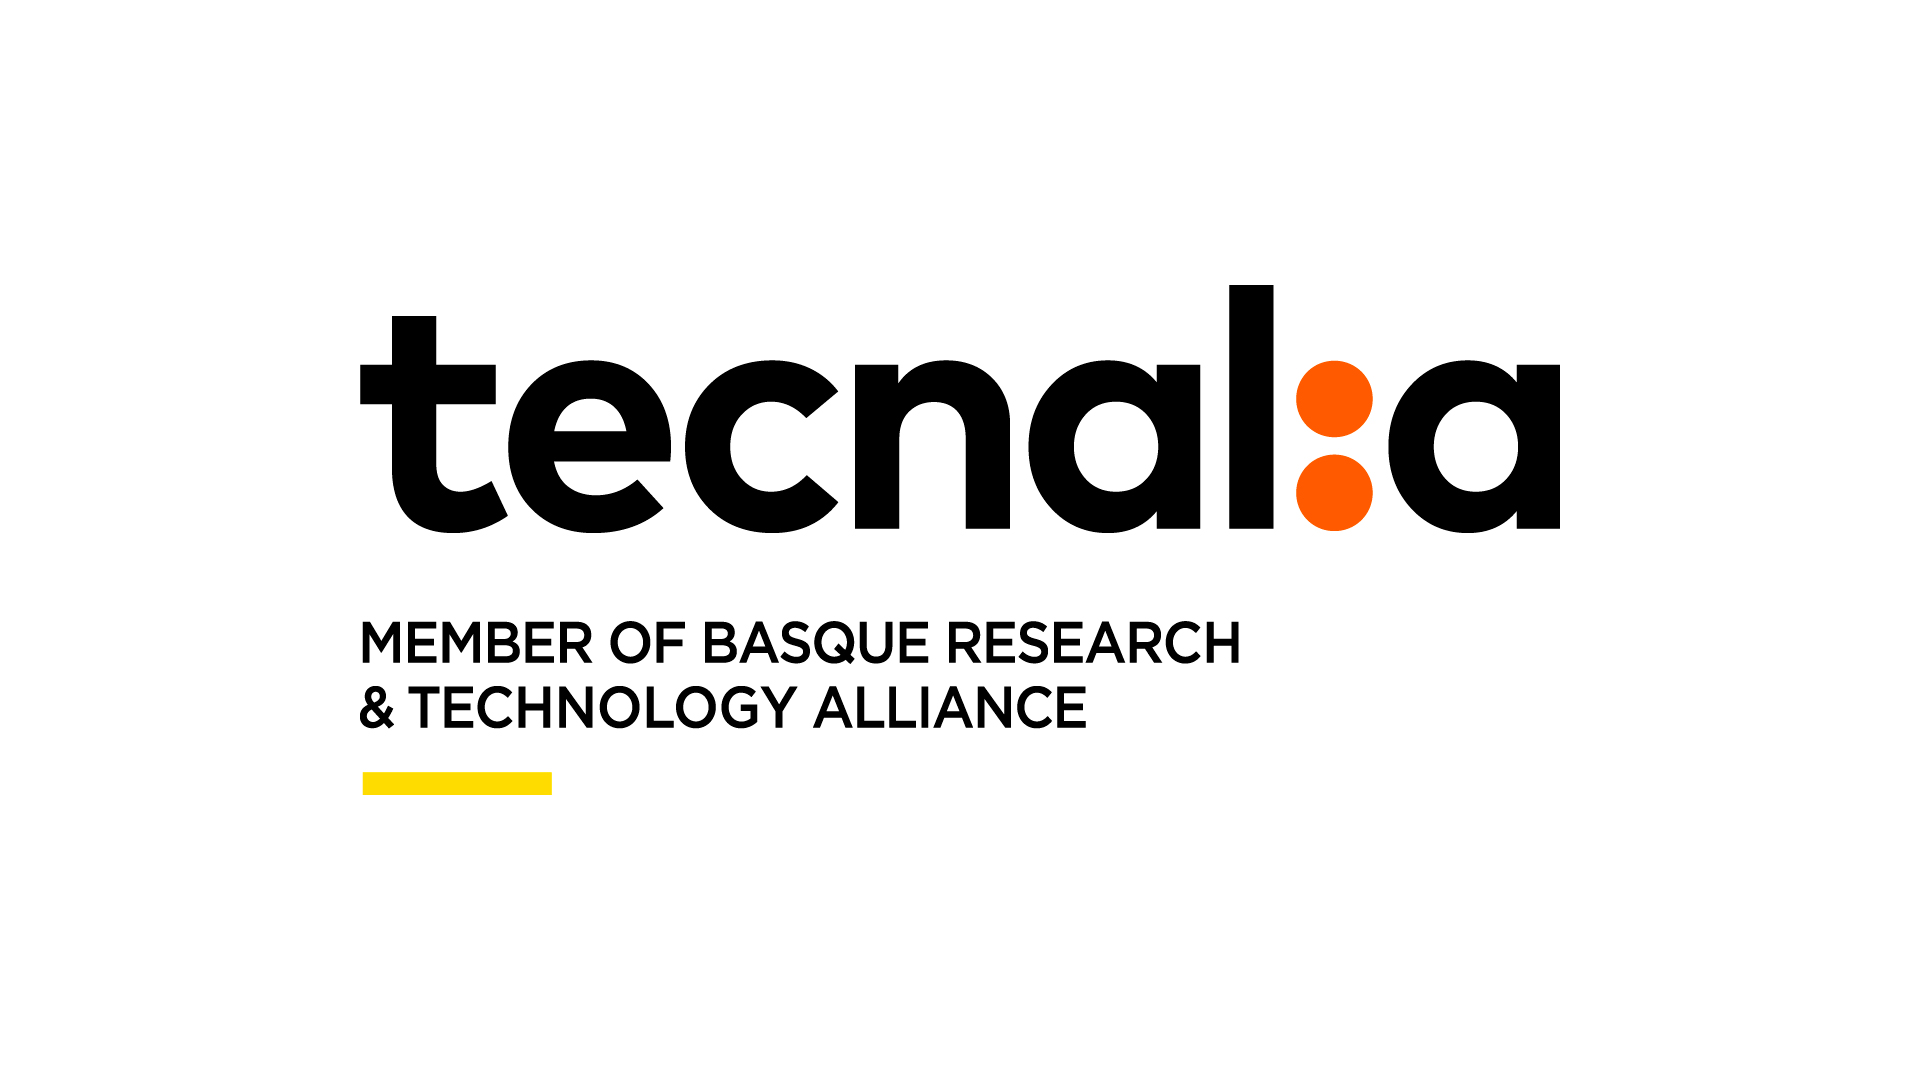 tecnal:a
MEMBER OF BASQUE RESEARCH
& TECHNOLOGY ALLIANCE